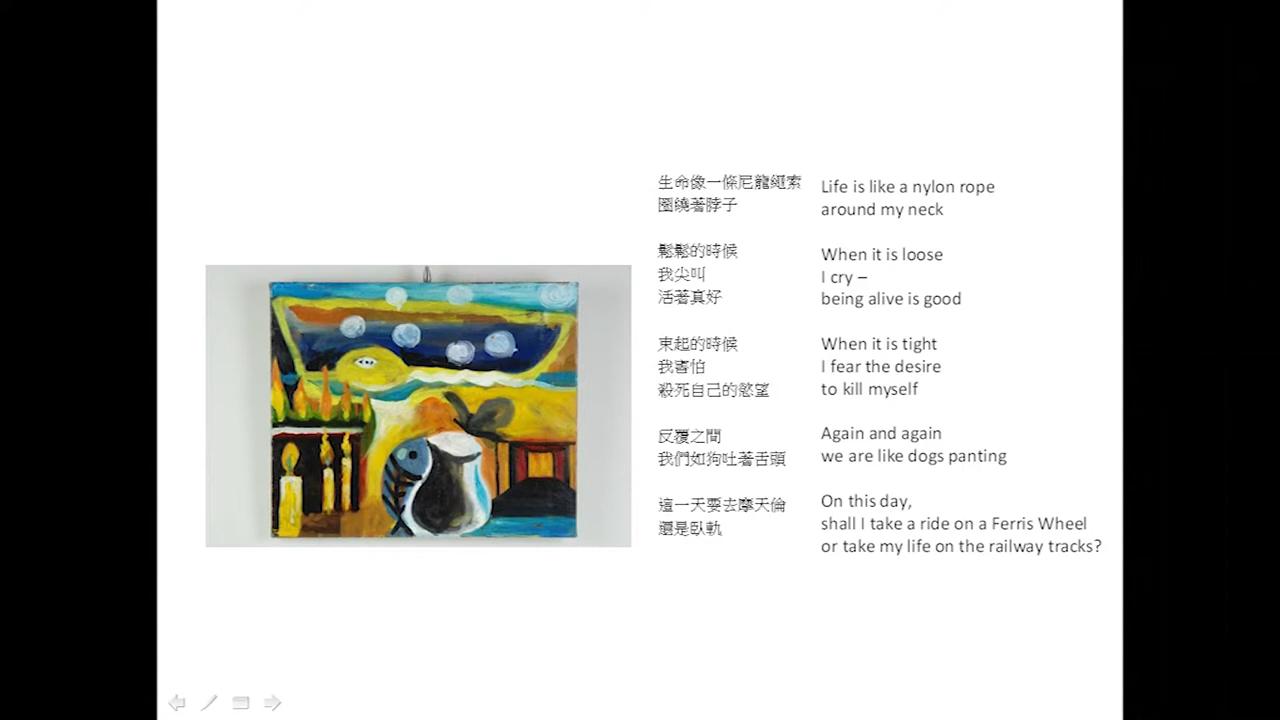 生命像一條尼龍繩索
圈繞著脖子
鬆鬆的時候
我尖叫
活著真好
束起的時候
我害怕
殺死自己的慾望
反覆之間
我們如狗吐著舌頭
這一天要去摩天倫
還是臥軌
Life is like a nylon rope
around my neck
When it is loose
I cry –
being alive is good
When it is tight
I fear the desire
to kill myself
Again and again
we are like dogs panting
On this day,
shall I take a ride on a Ferris Wheel
or take my life on the railway tracks?